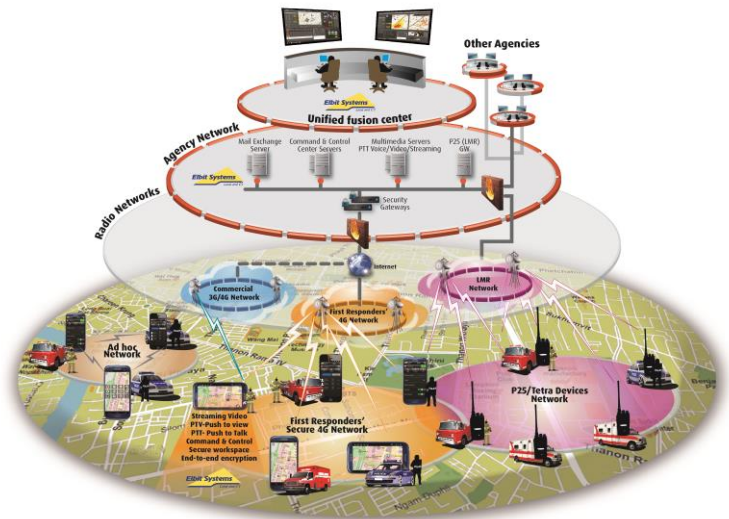 Other Agencies
Elbit Systems
Unified fusion center
Agency Network
Mail Exchange
Server
Command & Control
Center Servers
Multimedia Servers
PTT Voice/Video/Streaming
P25 (LMR)
GW
Elbit Systems
Security
Gateways
Radio Networks
Internet
Commercial
3G/4G Network
First Responders'
4G Network
LMR
Network
Ad hoc
Network
Streaming Video
PTV-Push to view
PTT- Push to Talk
Command & Control
Secure workspace
End-to-end encryption
Elbit Systems
First Responders'
Secure 4G Network
P25/Tetra Devices
Network